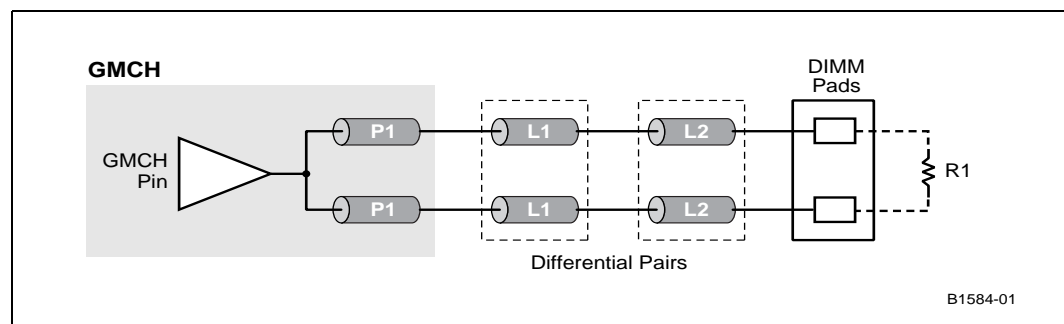 GMCH
DIMM
Pads
P1
L1
L2
GMCH
Pin
R1
P1
L1
L2
Differential Pairs
B1584-01